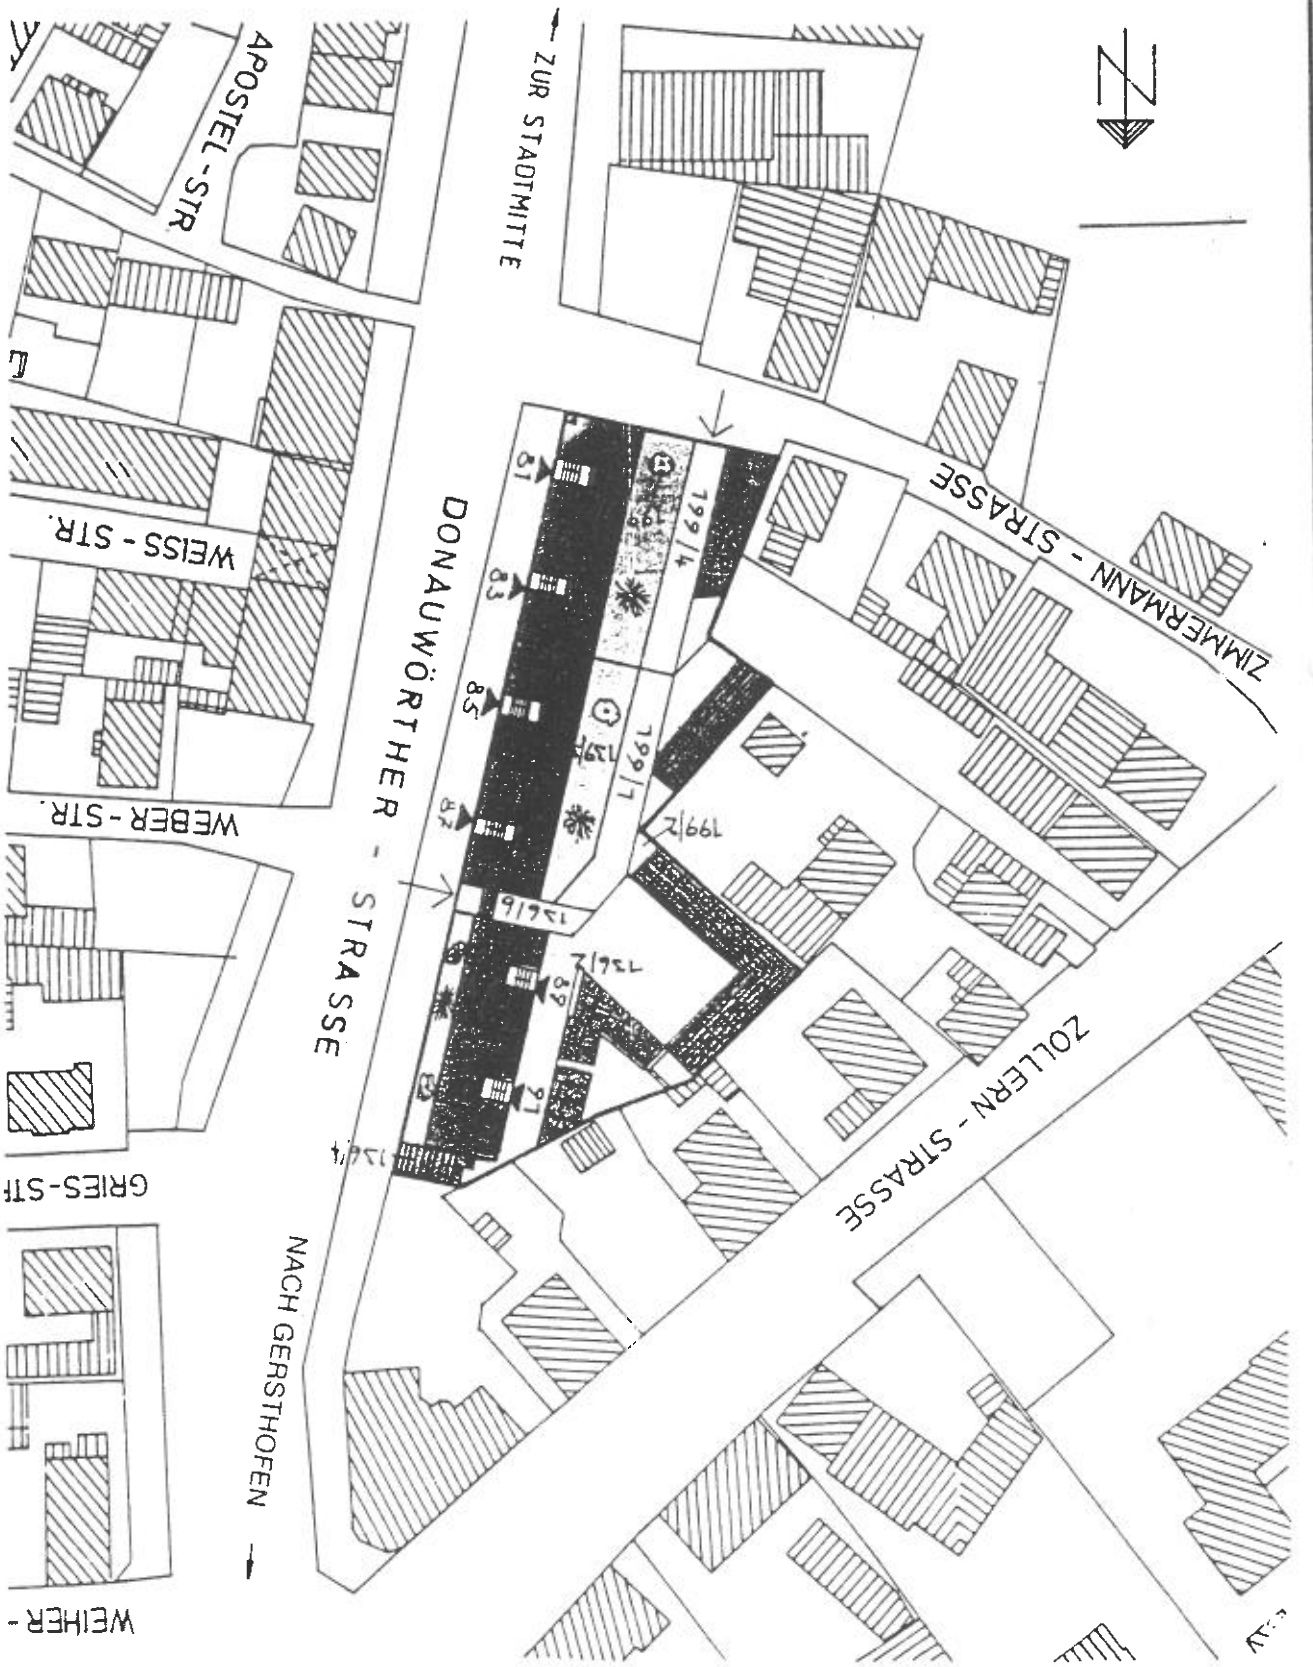 N
APOSTEL-STR.
← ZUR STADTMITTE
WEISS-STR.
WEBER-STR.
GRIES-STR
WEIHER-
DONAUWÖRTHER-STRASSE
NACH GERSTHOFEN →
ZIMMERMANN-STRASSE
ZOLLERN-STRASSE
81
83
85
87
89
91
199/4
199/1
199/2
136/6
136/2
136/4